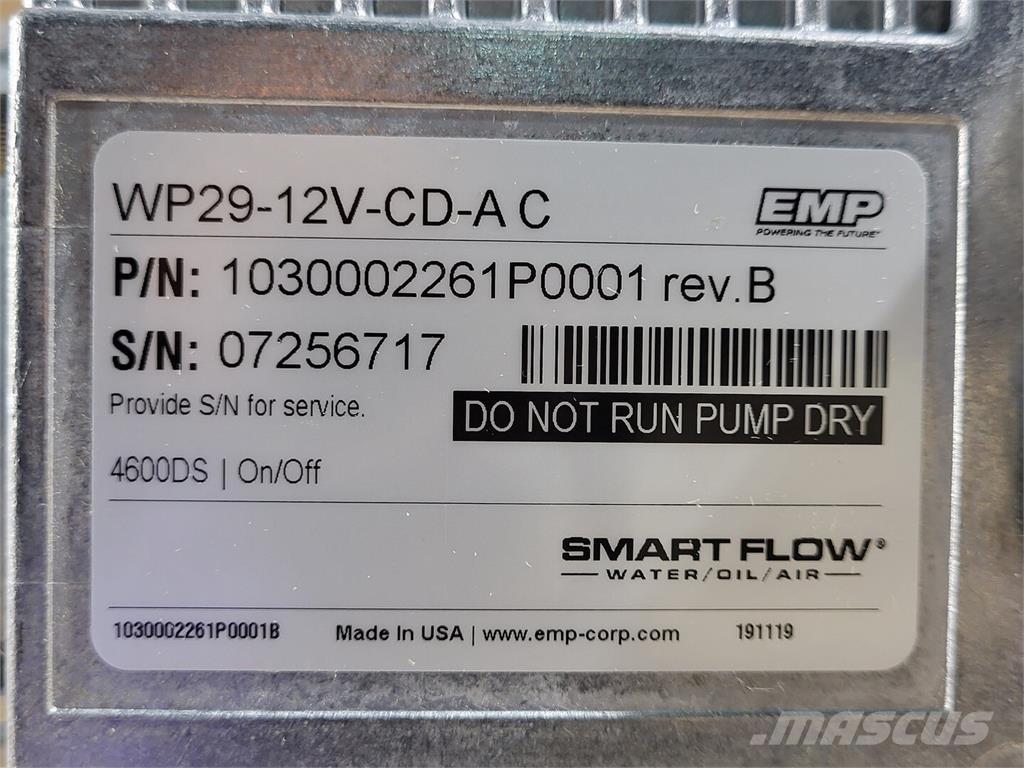 WP29-12V-CD-A C
EMP
POWERING THE FUTURE™
P/N: 1030002261P0001 rev.B
S/N: 07256717
Provide S/N for service.
DO NOT RUN PUMP DRY
4600DS | On/Off
SMART FLOW®
WATER/OIL/AIR
1030002261P0001B Made In USA | www.emp-corp.com 191119
MASCUS